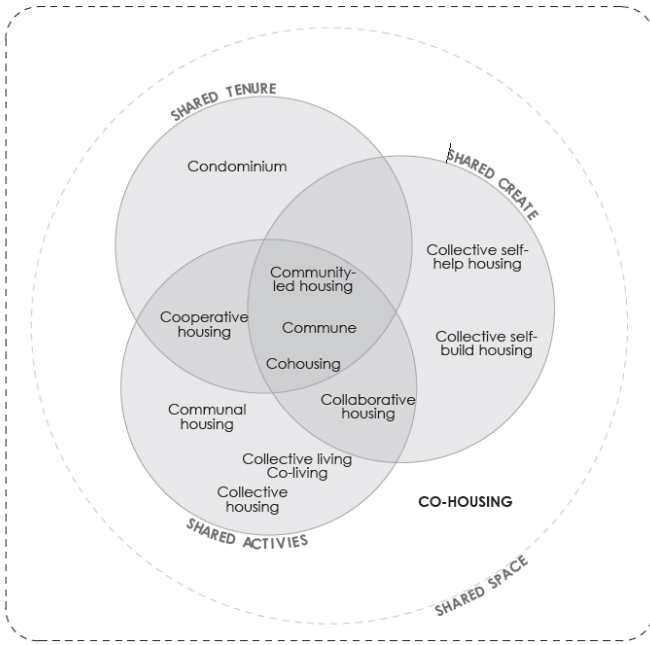 SHARED TENURE
Condominium
SHARED CREATE
Collective self-
help housing
Community-
led housing
Cooperative
housing
Commune
Collective self-
build housing
Cohousing
Collaborative
housing
Communal
housing
Collective living
Co-living
Collective
housing
CO-HOUSING
SHARED ACTIVIES
SHARED SPACE